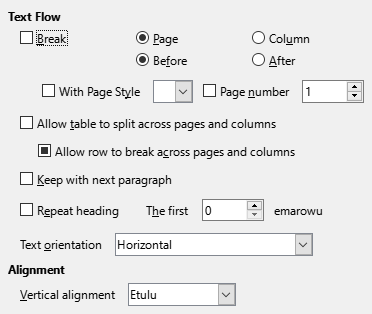 Text Flow
Break Page Column
Before After
With Page Style Page number 1
Allow table to split across pages and columns
Allow row to break across pages and columns
Keep with next paragraph
Repeat heading The first 0 emarowu
Text orientation Horizontal
Alignment
Vertical alignment Etulu